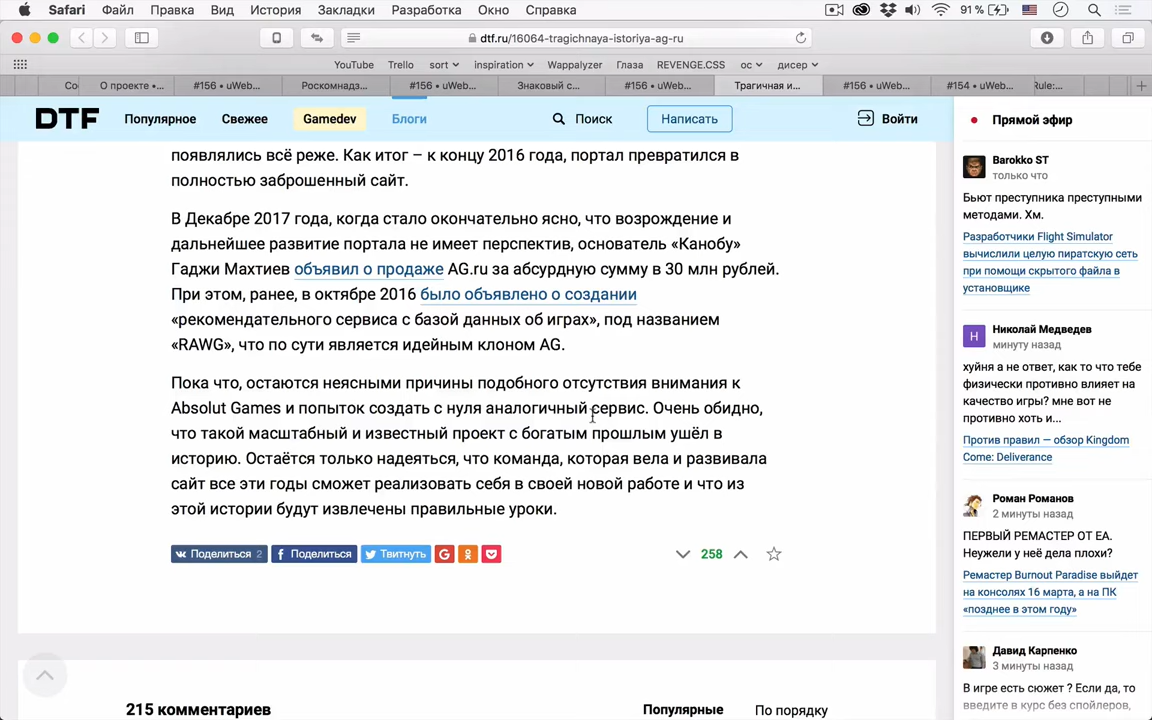 Safari Файл Правка Вид История Закладки Разработка Окно Справка 91 %
dtf.ru/16064-tragichnaya-istoriya-ag-ru
YouTube Trello sort inspiration Wappalyzer Глаза REVENGE.CSS ос дисер
Со О проекте •... #156 • uWeb... Роскомнадз... #156 • uWeb... Знаковый с... #156 • uWeb... Трагичная и... #156 • uWeb... #154 • uWeb... Rule:...
DTF Популярное Свежее Gamedev Блоги Поиск Написать Войти
появлялись всё реже. Как итог – к концу 2016 года, портал превратился в
полностью заброшенный сайт.
В Декабре 2017 года, когда стало окончательно ясно, что возрождение и
дальнейшее развитие портала не имеет перспектив, основатель «Канобу»
Гаджи Махтиев объявил о продаже AG.ru за абсурдную сумму в 30 млн рублей.
При этом, ранее, в октябре 2016 было объявлено о создании
«рекомендательного сервиса с базой данных об играх», под названием
«RAWG», что по сути является идейным клоном AG.
Пока что, остаются неясными причины подобного отсутствия внимания к
Absolut Games и попыток создать с нуля аналогичный сервис. Очень обидно,
что такой масштабный и известный проект с богатым прошлым ушёл в
историю. Остаётся только надеяться, что команда, которая вела и развивала
сайт все эти годы сможет реализовать себя в своей новой работе и что из
этой истории будут извлечены правильные уроки.
Поделиться 2 Поделиться Твитнуть 258
215 комментариев Популярные По порядку
Прямой эфир
Barokko ST
только что
Бьют преступника преступными
методами. Хм.
Разработчики Flight Simulator
вычислили целую пиратскую сеть
при помощи скрытого файла в
установщике
Н Николай Медведев
минуту назад
хуйня а не ответ, как то что тебе
физически противно влияет на
качество игры? мне вот не
противно хоть и...
Против правил — обзор Kingdom
Come: Deliverance
Роман Романов
2 минуты назад
ПЕРВЫЙ РЕМАСТЕР ОТ ЕА.
Неужели у неё дела плохи?
Ремастер Burnout Paradise выйдет
на консолях 16 марта, а на ПК
«позднее в этом году»
Давид Карпенко
3 минуты назад
В игре есть сюжет ? Если да, то
введите в курс без спойлеров,